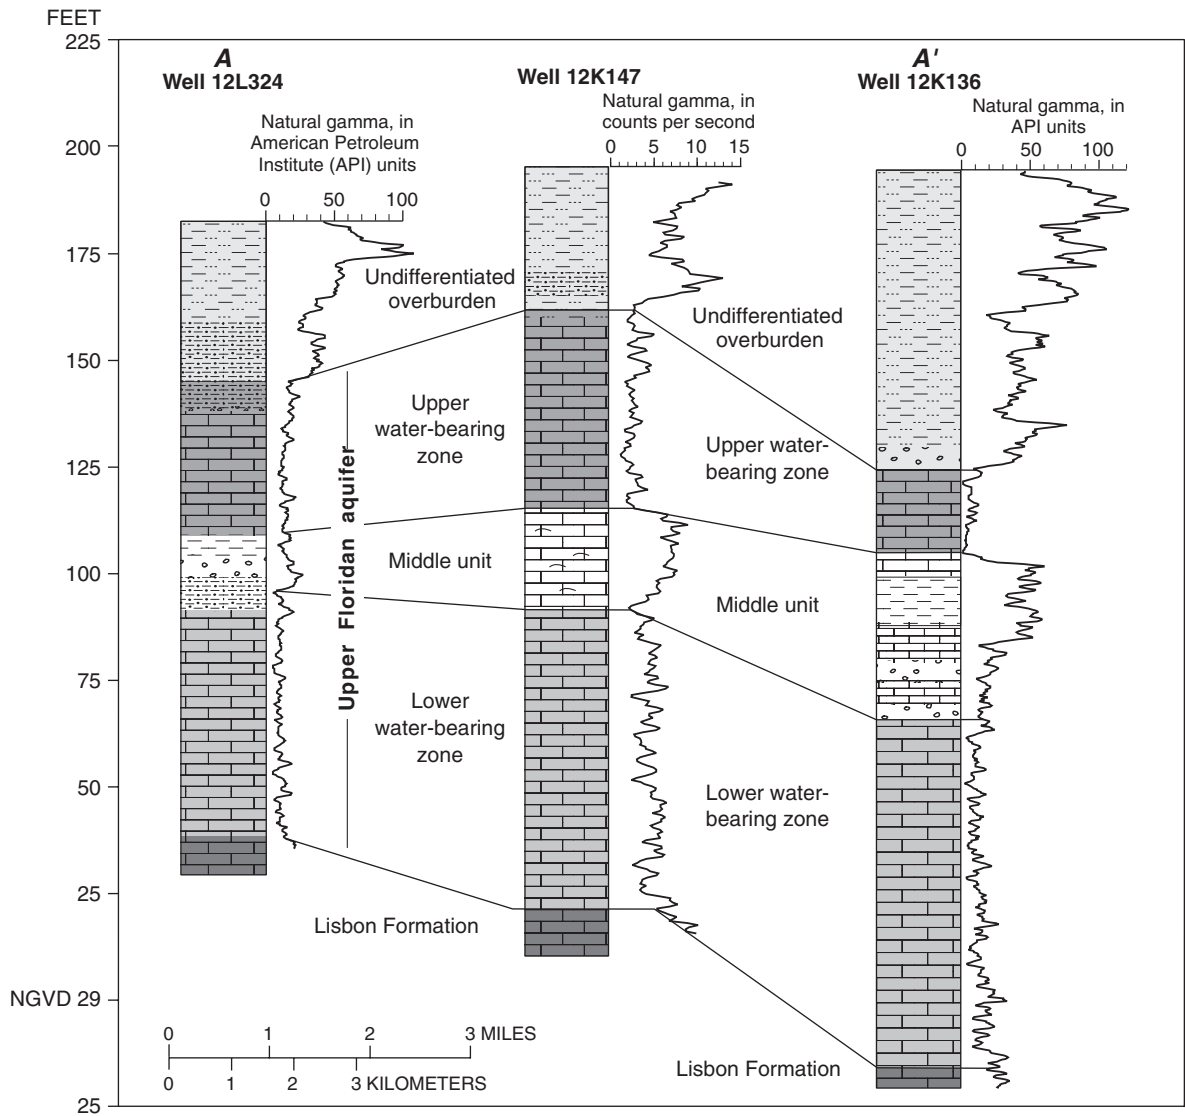 FEET
225
200
175
150
125
100
75
50
25
NGVD 29
25
A
Well 12L324
Natural gamma, in
American Petroleum
Institute (API) units
0 50 100
Well 12K147
Natural gamma, in
counts per second
0 5 10 15
A'
Well 12K136
Natural gamma, in
API units
0 50 100
Undifferentiated
overburden
Upper
water-bearing
zone
Middle unit
Lower
water-bearing
zone
Upper Floridan aquifer
Lisbon Formation
Undifferentiated
overburden
Upper water-
bearing zone
Middle unit
Lower water-
bearing zone
Lisbon Formation
0 1 2 3 MILES
0 1 2 3 KILOMETERS